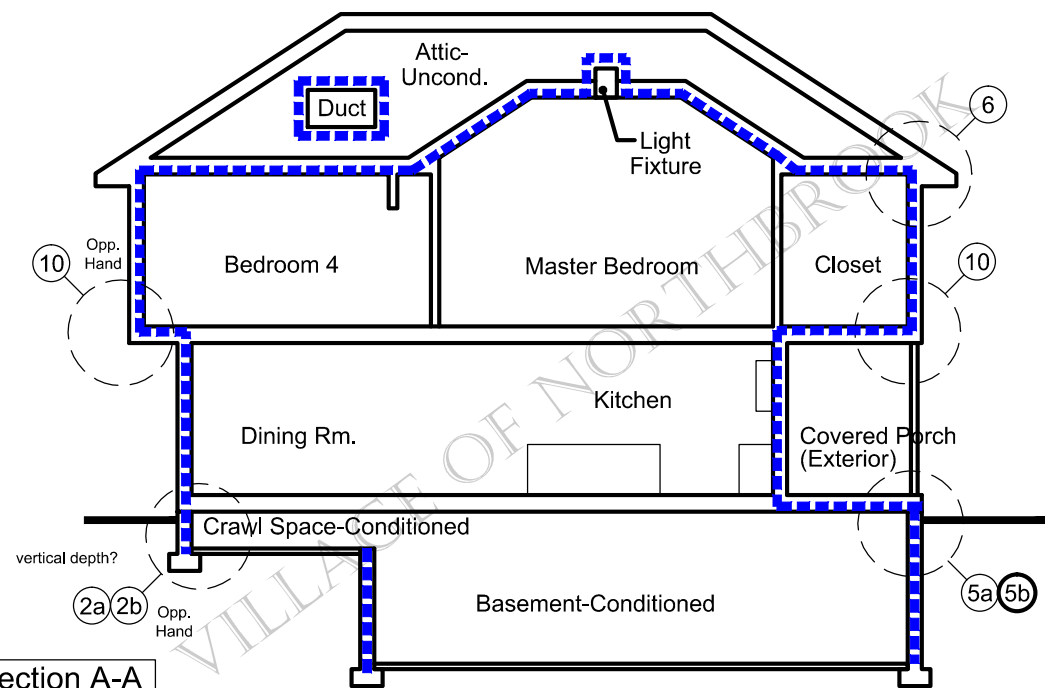 Attic-
Uncond.
Duct
Light
Fixture
6
Opp.
Hand
10
Bedroom 4
Master Bedroom
Closet
10
Kitchen
Dining Rm.
Covered Porch
(Exterior)
Crawl Space-Conditioned
vertical depth?
2a 2b
Opp.
Hand
Basement-Conditioned
5a 5b
ection A-A
VILLAGE OF NORTHBROOK